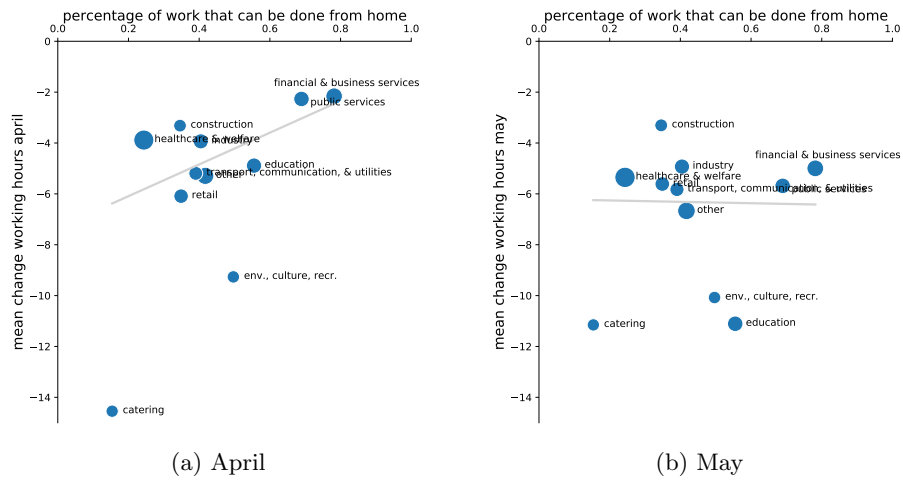 percentage of work that can be done from home
0.0 0.2 0.4 0.6 0.8 1.0
0
−2
−4
−6
−8
−10
−12
−14
mean change working hours april
financial & business services
public services
construction
healthcare & welfare
industry
education
transport, communication, & utilities
other
retail
env., culture, recr.
catering
(a) April
percentage of work that can be done from home
0.0 0.2 0.4 0.6 0.8 1.0
0
−2
−4
−6
−8
−10
−12
−14
mean change working hours may
construction
financial & business services
industry
healthcare & welfare
retail
transport, communication, & utilities
public services
other
env., culture, recr.
catering
education
(b) May